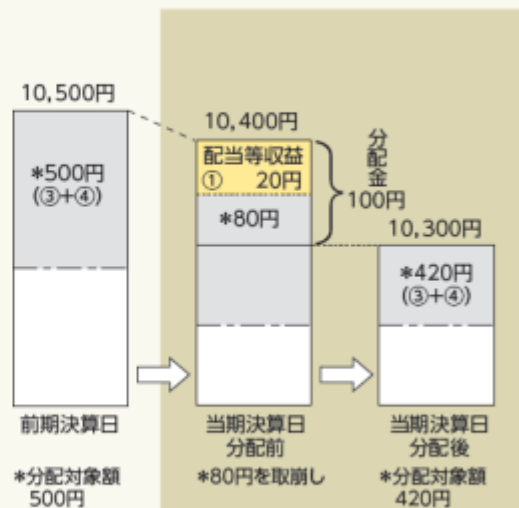 10,500円
*500円
(③+④)
前期決算日
*分配対象額
500円
10,400円
配当等収益
① 20円
*80円
分配金
100円
当期決算日
分配前
*80円を取崩し
10,300円
*420円
(③+④)
当期決算日
分配後
*分配対象額
420円